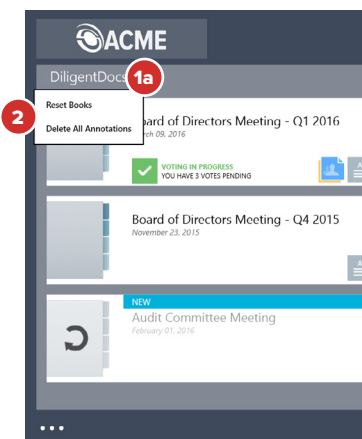 ACME
DiligentDocs
1a
2
Reset Books
Delete All Annotations
Board of Directors Meeting - Q1 2016
March 09, 2016
VOTING IN PROGRESS
YOU HAVE 3 VOTES PENDING
A
Board of Directors Meeting - Q4 2015
November 23, 2015
A
NEW
Audit Committee Meeting
February 01, 2016